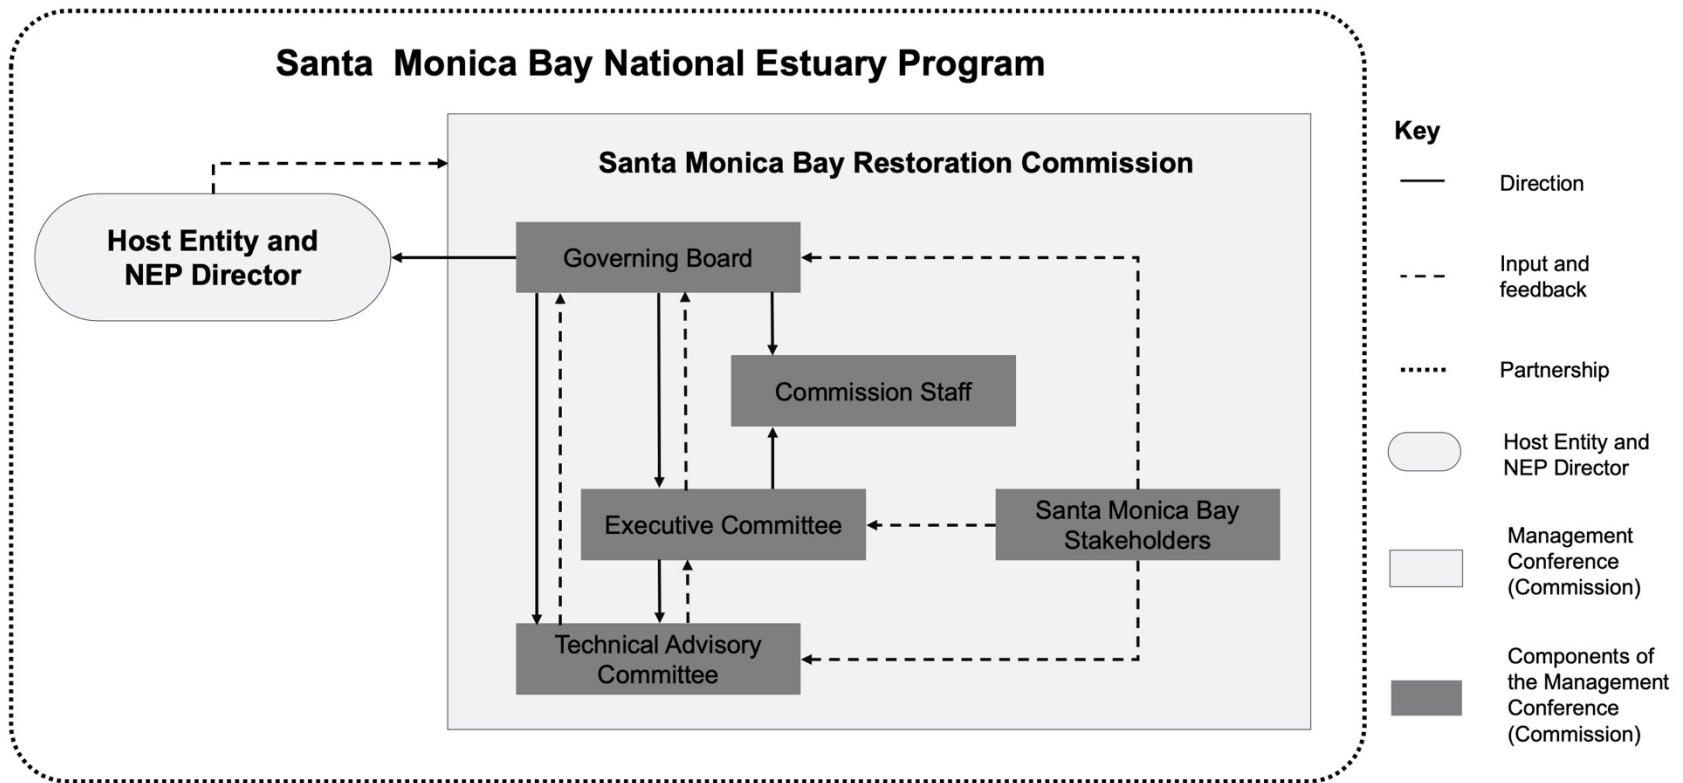 Santa Monica Bay National Estuary Program
Santa Monica Bay Restoration Commission
Host Entity and
NEP Director
Governing Board
Commission Staff
Executive Committee
Santa Monica Bay
Stakeholders
Technical Advisory
Committee
Key
Direction
Input and
feedback
Partnership
Host Entity and
NEP Director
Management
Conference
(Commission)
Components of
the Management
Conference
(Commission)